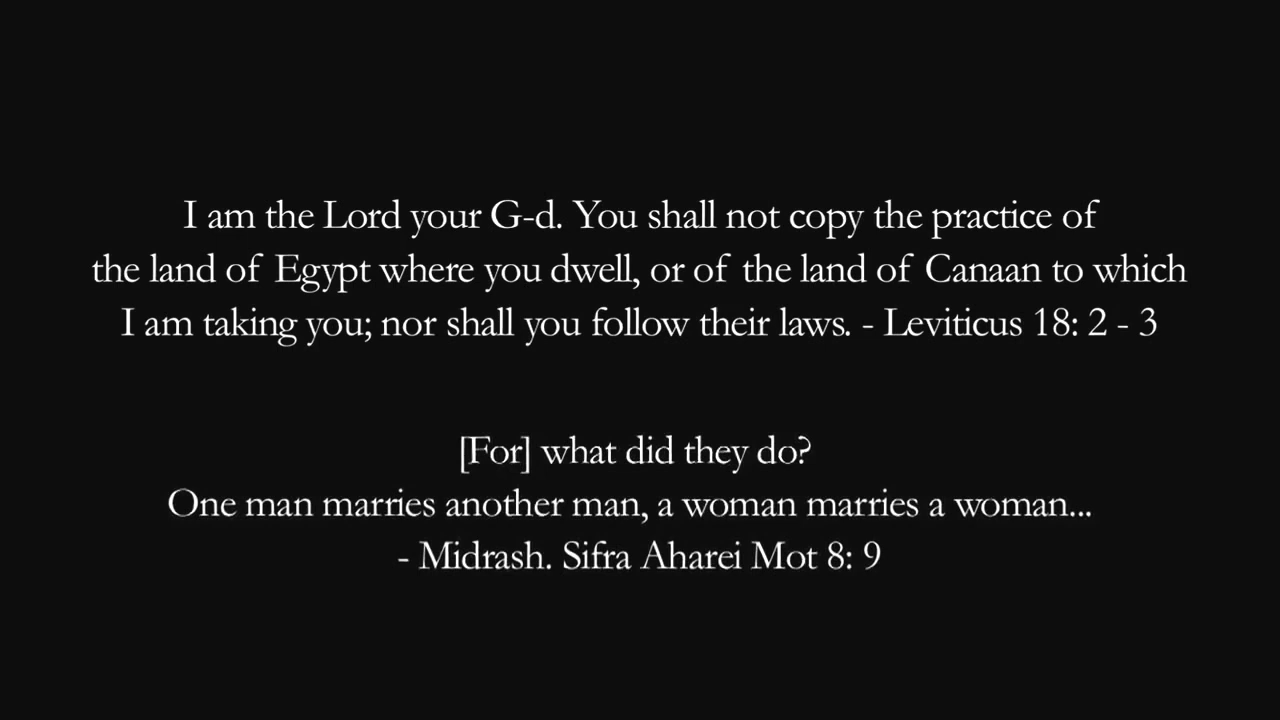 I am the Lord your G-d. You shall not copy the practice of
the land of Egypt where you dwell, or of the land of Canaan to which
I am taking you; nor shall you follow their laws. - Leviticus 18: 2 - 3
[For] what did they do?
One man marries another man, a woman marries a woman...
- Midrash. Sifra Aharei Mot 8: 9